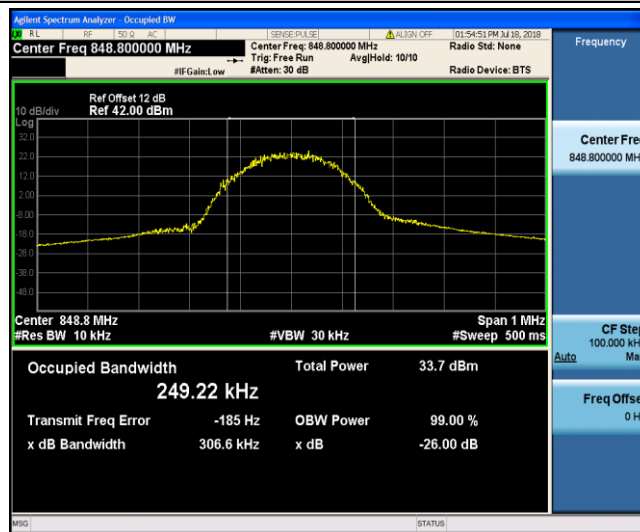 Agilent Spectrum Analyzer - Occupied BW
RL RF 50 Ω AC SENSE:PULSE ALIGN OFF 01:54:51 PM Jul 18, 2018
Center Freq 848.800000 MHz
Center Freq: 848.800000 MHz
Radio Std: None
Trig: Free Run Avg|Hold: 10/10
#IFGain:Low #Atten: 30 dB Radio Device: BTS
Ref Offset 12 dB
10 dB/div Ref 42.00 dBm
Log
32.0
22.0
12.0
2.00
-8.00
-18.0
-28.0
-38.0
-48.0
Center 848.8 MHz Span 1 MHz
#Res BW 10 kHz #VBW 30 kHz #Sweep 500 ms
Occupied Bandwidth Total Power 33.7 dBm
249.22 kHz
Transmit Freq Error -185 Hz OBW Power 99.00 %
x dB Bandwidth 306.6 kHz x dB -26.00 dB
Frequency
Center Fre
848.800000 MH
CF Ste
100.000 kH
Auto Ma
Freq Offse
0 H
MSG STATUS